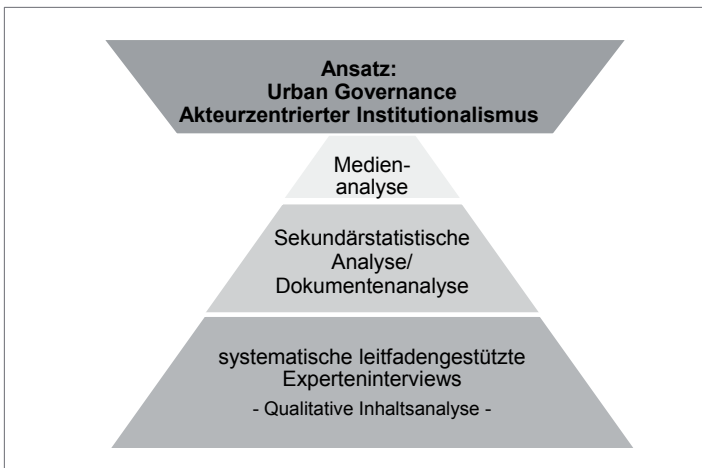 Ansatz:
Urban Governance
Akteurzentrierter Institutionalismus
Medien-
analyse
Sekundärstatistische
Analyse/
Dokumentenanalyse
systematische leitfadengestützte
Experteninterviews
- Qualitative Inhaltsanalyse -